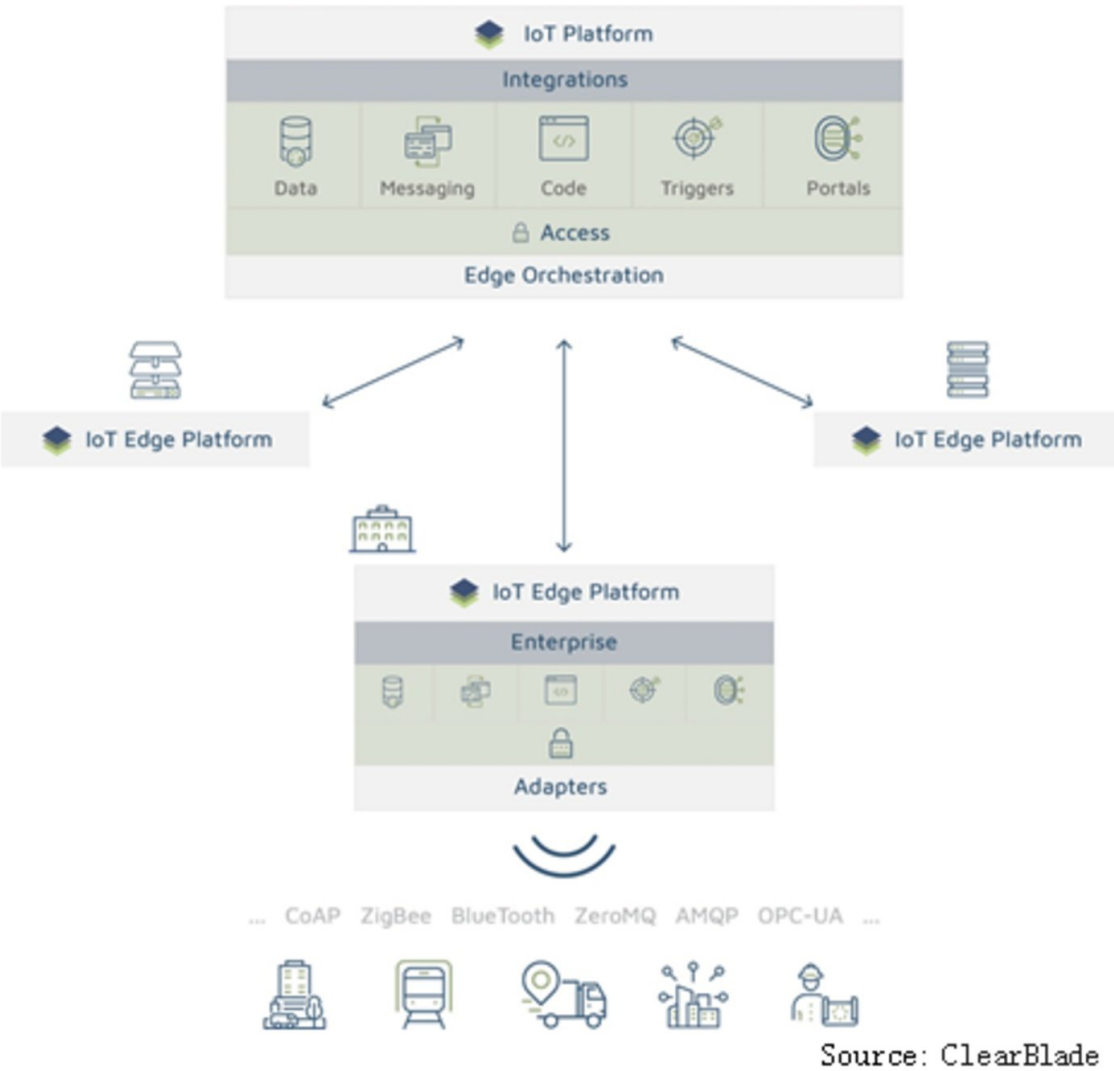 IoT Platform
Integrations
Data Messaging Code Triggers Portals
Access
Edge Orchestration
IoT Edge Platform
IoT Edge Platform
IoT Edge Platform
Enterprise
Adapters
... CoAP ZigBee BlueTooth ZeroMQ AMQP OPC-UA ...
Source: ClearBlade